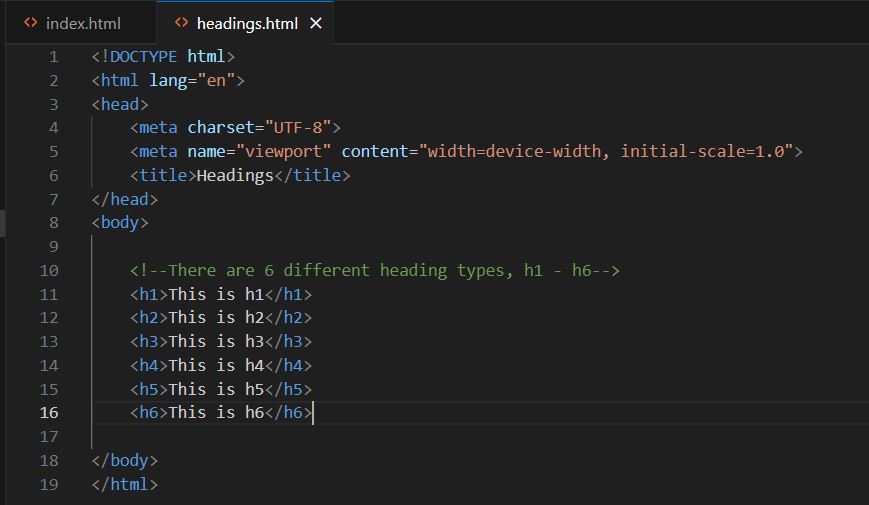 index.html
headings.html
1 <!DOCTYPE html>
2 <html lang="en">
3 <head>
4     <meta charset="UTF-8">
5     <meta name="viewport" content="width=device-width, initial-scale=1.0">
6     <title>Headings</title>
7 </head>
8 <body>
9
10     <!--There are 6 different heading types, h1 - h6-->
11     <h1>This is h1</h1>
12     <h2>This is h2</h2>
13     <h3>This is h3</h3>
14     <h4>This is h4</h4>
15     <h5>This is h5</h5>
16     <h6>This is h6</h6>
17
18 </body>
19 </html>